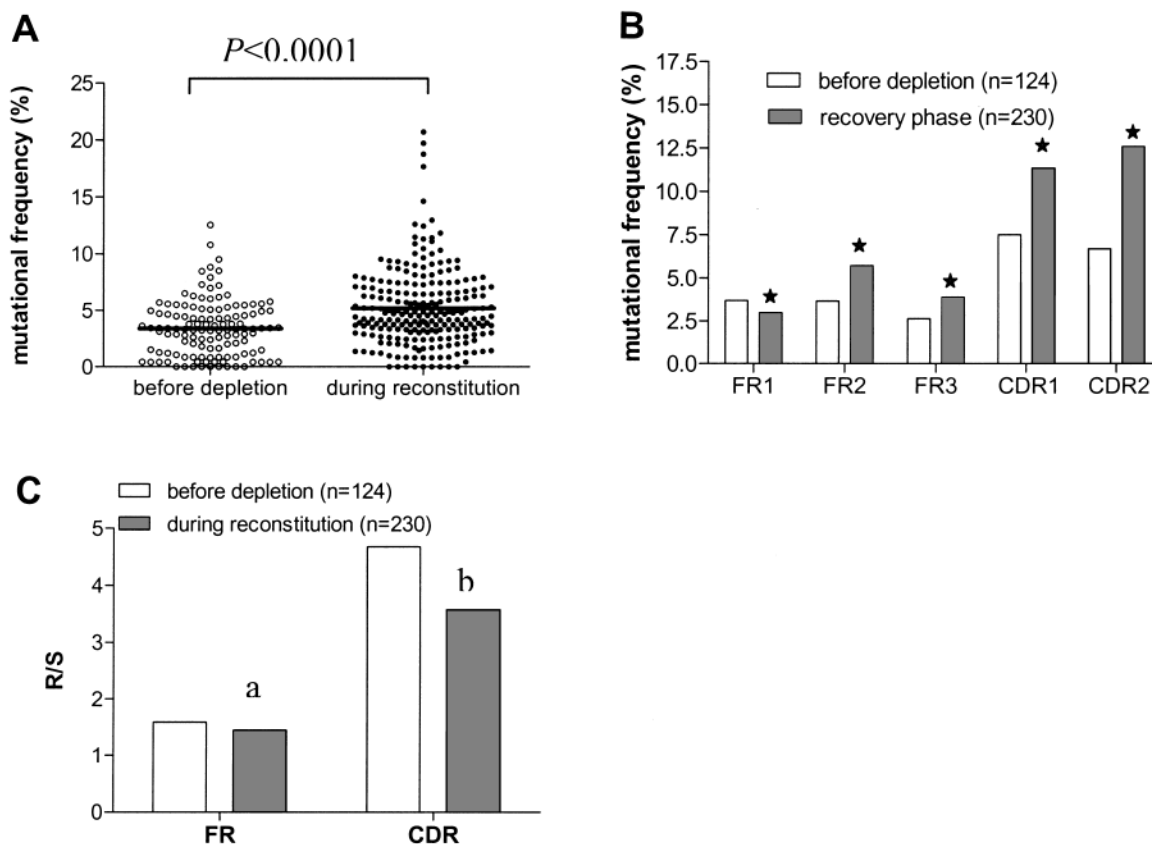 A
P<0.0001
mutational frequency (%)
25
20
15
10
5
0
before depletion
during reconstitution
B
mutational frequency (%)
17.5
15.0
12.5
10.0
7.5
5.0
2.5
0.0
before depletion (n=124)
recovery phase (n=230)
FR1
FR2
FR3
CDR1
CDR2
C
before depletion (n=124)
during reconstitution (n=230)
R/S
5
4
3
2
1
0
a
b
FR
CDR